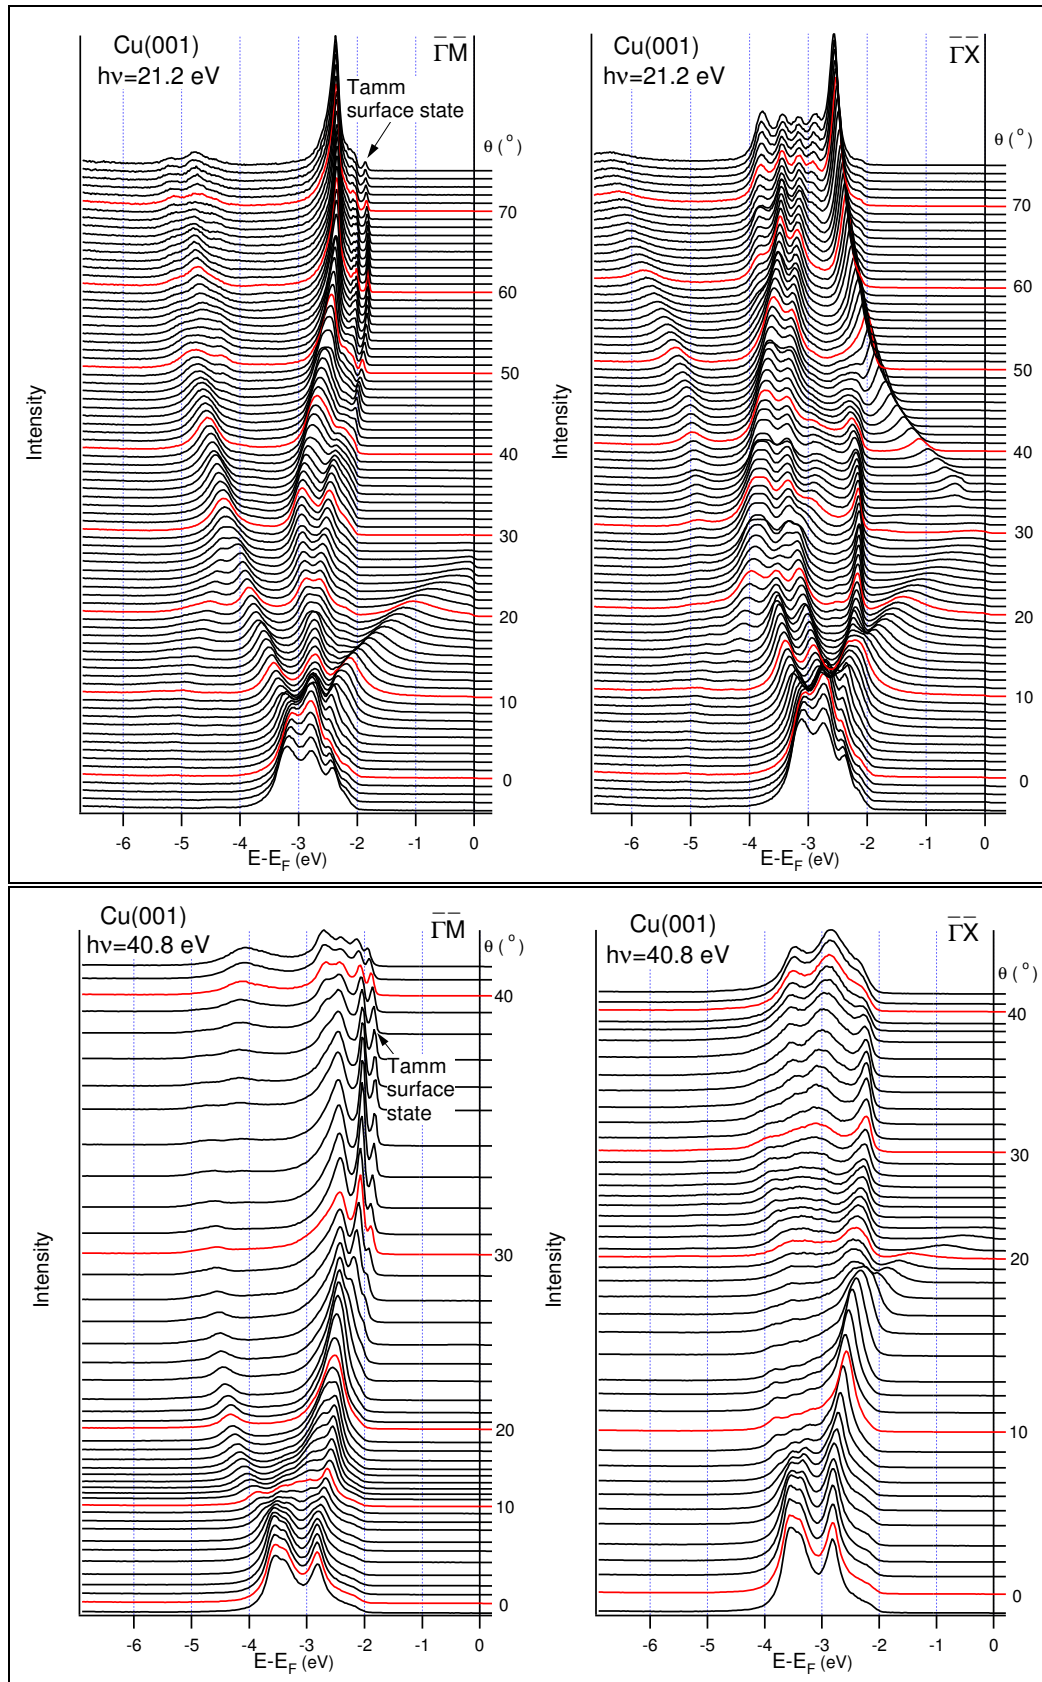 Cu(001)
hν=21.2 eV
Γ̅M̅
Tamm
surface state
θ (°)
70
60
50
40
30
20
10
0
Intensity
-6 -5 -4 -3 -2 -1 0
E-EF (eV)
Cu(001)
hν=21.2 eV
Γ̅X̅
θ (°)
70
60
50
40
30
20
10
0
Intensity
-6 -5 -4 -3 -2 -1 0
E-EF (eV)
Cu(001)
hν=40.8 eV
Γ̅M̅
θ (°)
40
Tamm
surface
state
30
20
10
0
Intensity
-6 -5 -4 -3 -2 -1 0
E-EF (eV)
Cu(001)
hν=40.8 eV
Γ̅X̅
θ (°)
40
30
20
10
0
Intensity
-6 -5 -4 -3 -2 -1 0
E-EF (eV)